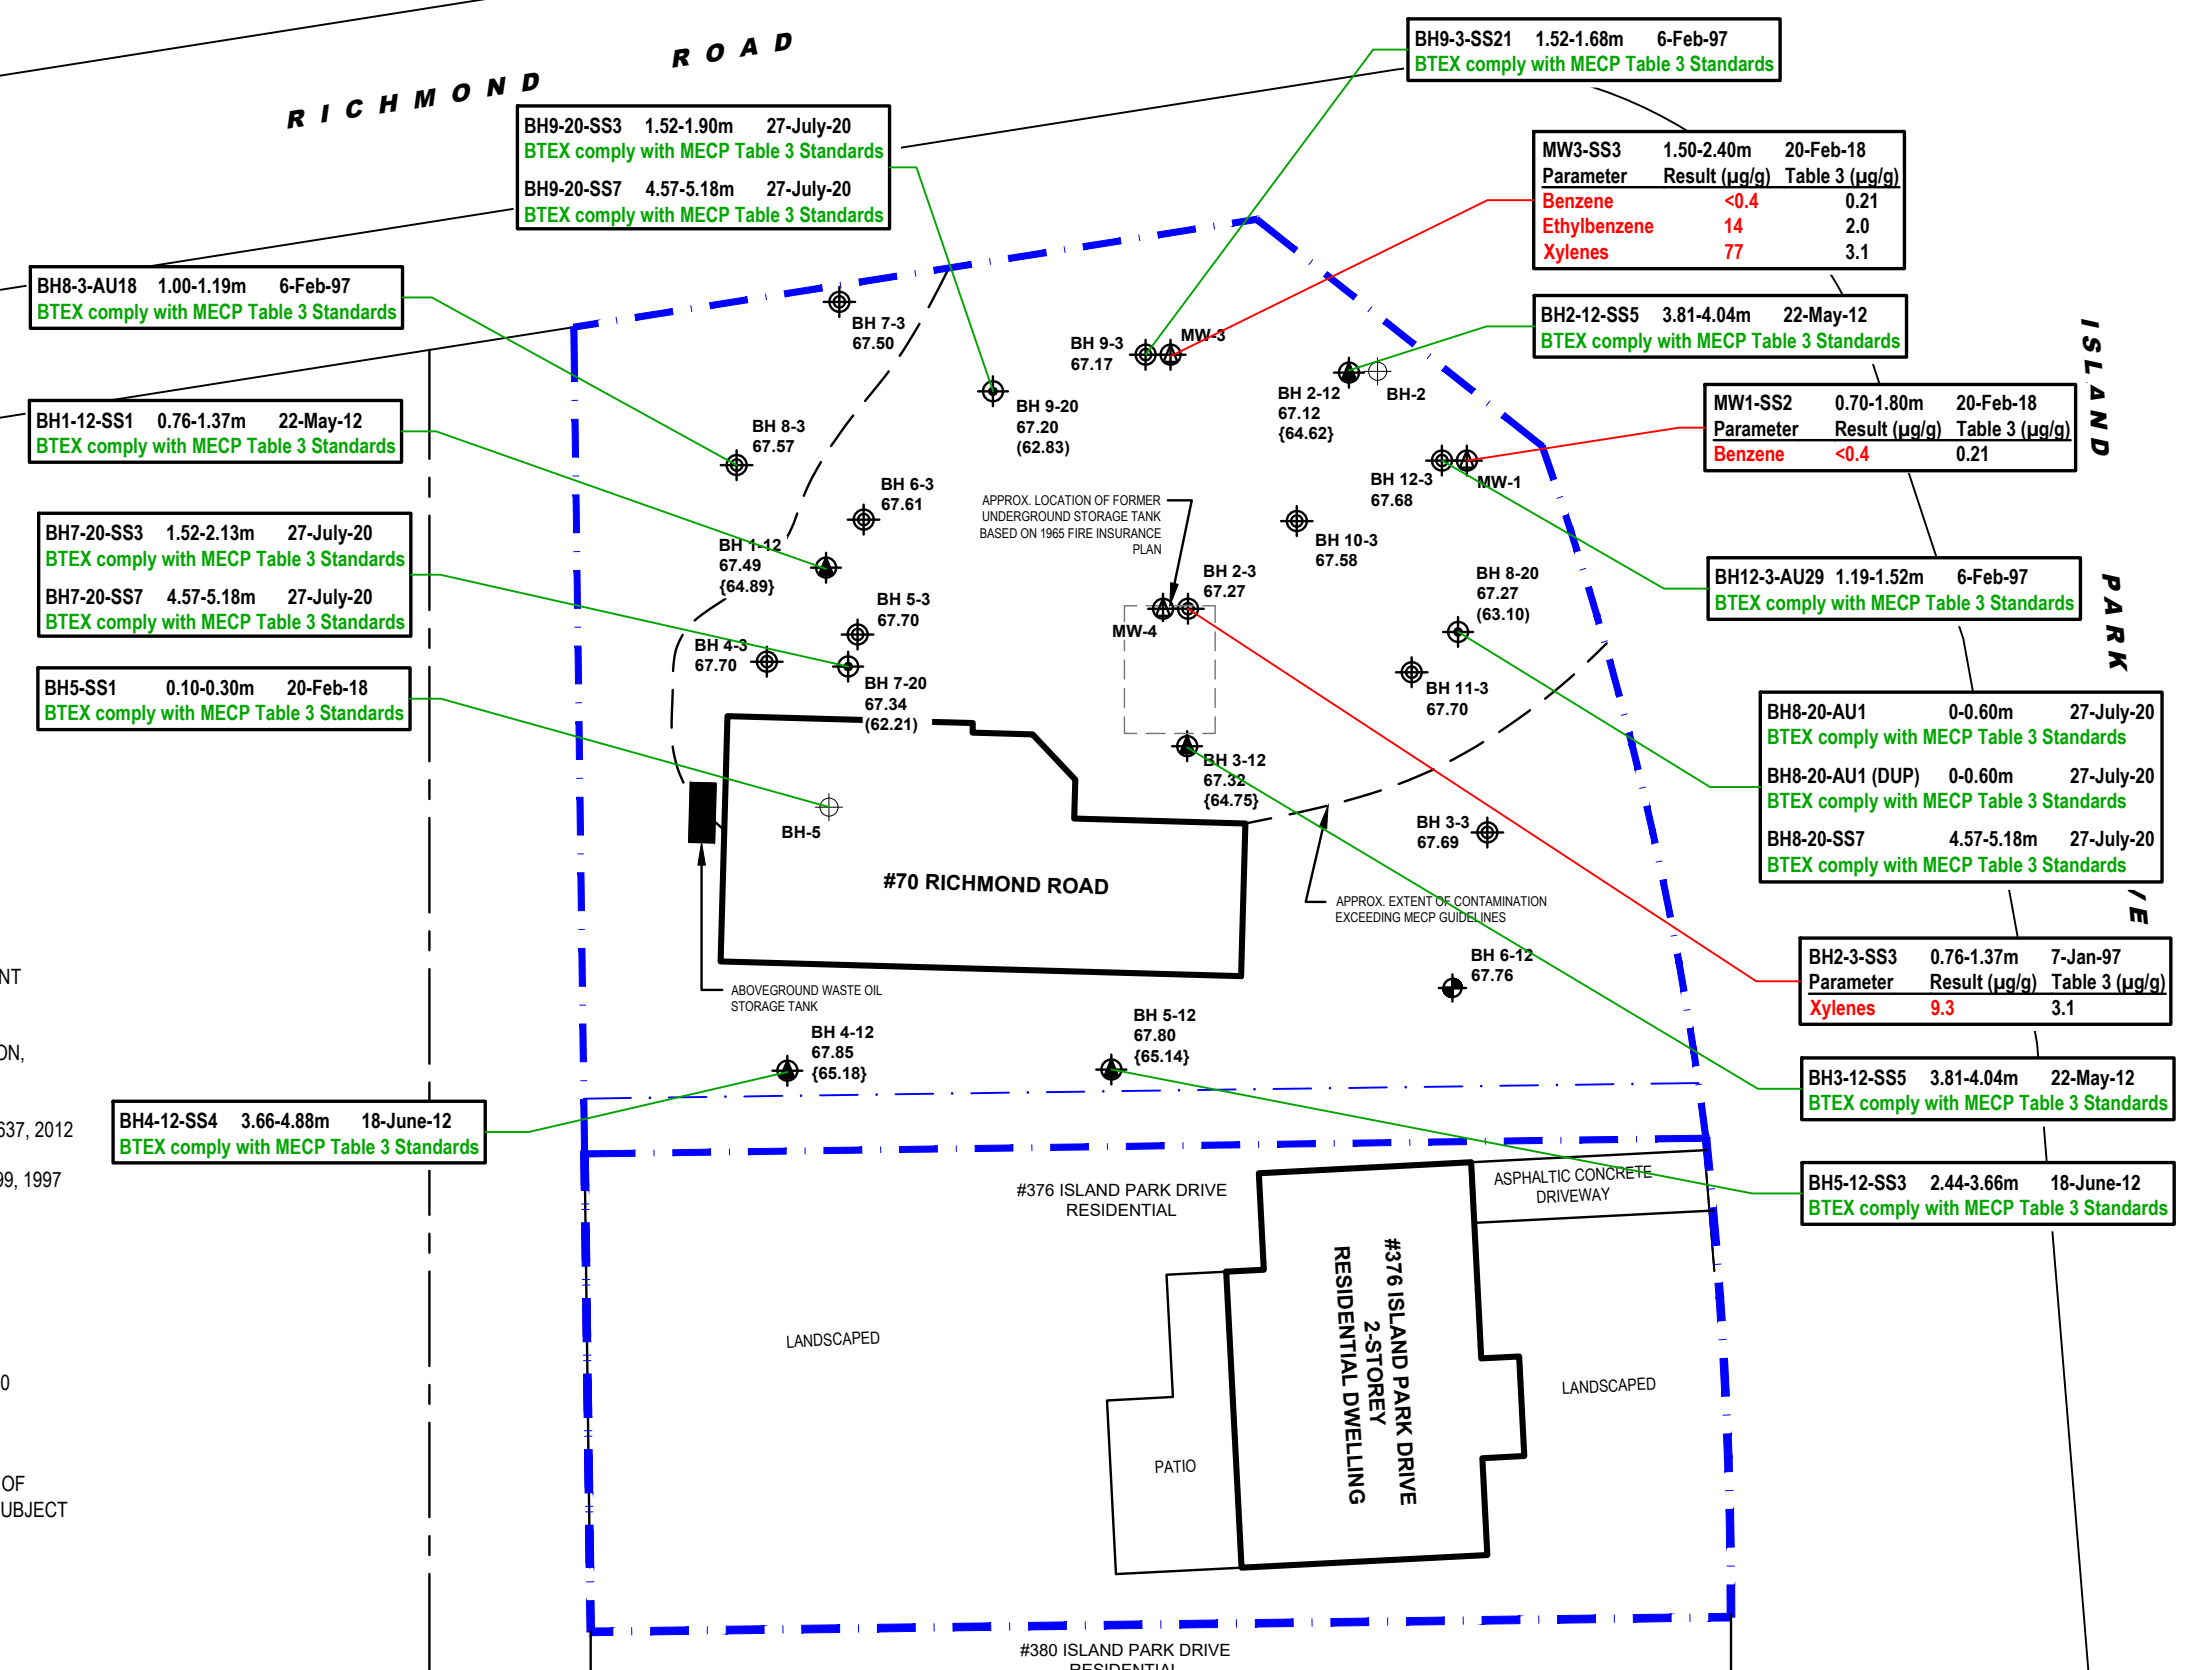 RICHMOND ROAD
BH9-3-SS21 1.52-1.68m 6-Feb-97
BTEX comply with MECP Table 3 Standards
BH9-20-SS3 1.52-1.90m 27-July-20
BTEX comply with MECP Table 3 Standards
BH9-20-SS7 4.57-5.18m 27-July-20
BTEX comply with MECP Table 3 Standards
MW3-SS3 1.50-2.40m 20-Feb-18
Parameter Result (µg/g) Table 3 (µg/g)
Benzene <0.4 0.21
Ethylbenzene 14 2.0
Xylenes 77 3.1
BH8-3-AU18 1.00-1.19m 6-Feb-97
BTEX comply with MECP Table 3 Standards
BH2-12-SS5 3.81-4.04m 22-May-12
BTEX comply with MECP Table 3 Standards
ISLAND
PARK
VE
MW1-SS2 0.70-1.80m 20-Feb-18
Parameter Result (µg/g) Table 3 (µg/g)
Benzene <0.4 0.21
BH1-12-SS1 0.76-1.37m 22-May-12
BTEX comply with MECP Table 3 Standards
BH7-20-SS3 1.52-2.13m 27-July-20
BTEX comply with MECP Table 3 Standards
BH7-20-SS7 4.57-5.18m 27-July-20
BTEX comply with MECP Table 3 Standards
BH12-3-AU29 1.19-1.52m 6-Feb-97
BTEX comply with MECP Table 3 Standards
BH5-SS1 0.10-0.30m 20-Feb-18
BTEX comply with MECP Table 3 Standards
BH8-20-AU1 0-0.60m 27-July-20
BTEX comply with MECP Table 3 Standards
BH8-20-AU1 (DUP) 0-0.60m 27-July-20
BTEX comply with MECP Table 3 Standards
BH8-20-SS7 4.57-5.18m 27-July-20
BTEX comply with MECP Table 3 Standards
BH2-3-SS3 0.76-1.37m 7-Jan-97
Parameter Result (µg/g) Table 3 (µg/g)
Xylenes 9.3 3.1
BH3-12-SS5 3.81-4.04m 22-May-12
BTEX comply with MECP Table 3 Standards
BH4-12-SS4 3.66-4.88m 18-June-12
BTEX comply with MECP Table 3 Standards
BH5-12-SS3 2.44-3.66m 18-June-12
BTEX comply with MECP Table 3 Standards
BH 7-3
67.50
BH 9-3
67.17
MW-3
BH 9-20
67.20
(62.83)
BH 2-12
67.12
{64.62}
BH-2
BH 8-3
67.57
BH 12-3
67.68
MW-1
BH 6-3
67.61
APPROX. LOCATION OF FORMER
UNDERGROUND STORAGE TANK
BASED ON 1965 FIRE INSURANCE
PLAN
BH 10-3
67.58
BH 1-12
67.49
{64.89}
BH 2-3
67.27
BH 8-20
67.27
(63.10)
BH 5-3
67.70
MW-4
BH 4-3
67.70
BH 7-20
67.34
(62.21)
BH 11-3
67.70
BH 3-12
67.32
{64.75}
BH-5
BH 3-3
67.69
#70 RICHMOND ROAD
APPROX. EXTENT OF CONTAMINATION
EXCEEDING MECP GUIDELINES
BH 6-12
67.76
ABOVEGROUND WASTE OIL
STORAGE TANK
BH 4-12
67.85
{65.18}
BH 5-12
67.80
{65.14}
NT
ON,
637, 2012
99, 1997
0
OF
UBJECT
#376 ISLAND PARK DRIVE
RESIDENTIAL
ASPHALTIC CONCRETE
DRIVEWAY
#376 ISLAND PARK DRIVE
2-STOREY
RESIDENTIAL DWELLING
LANDSCAPED
LANDSCAPED
PATIO
#380 ISLAND PARK DRIVE
RESIDENTIAL